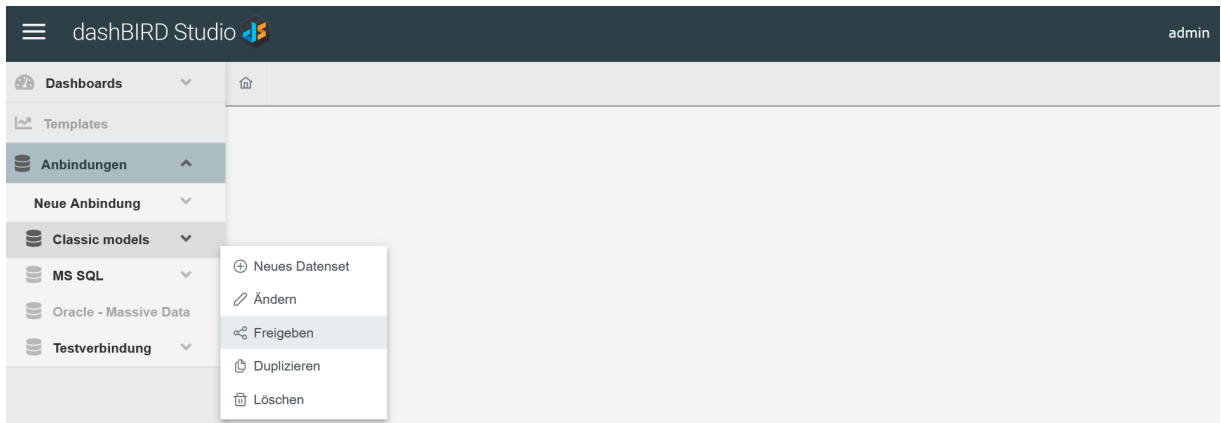 dashBIRD Studio
admin
Dashboards
Templates
Anbindungen
Neue Anbindung
Classic models
MS SQL
Oracle - Massive Data
Testverbindung
Neues Datenset
Ändern
Freigeben
Duplizieren
Löschen